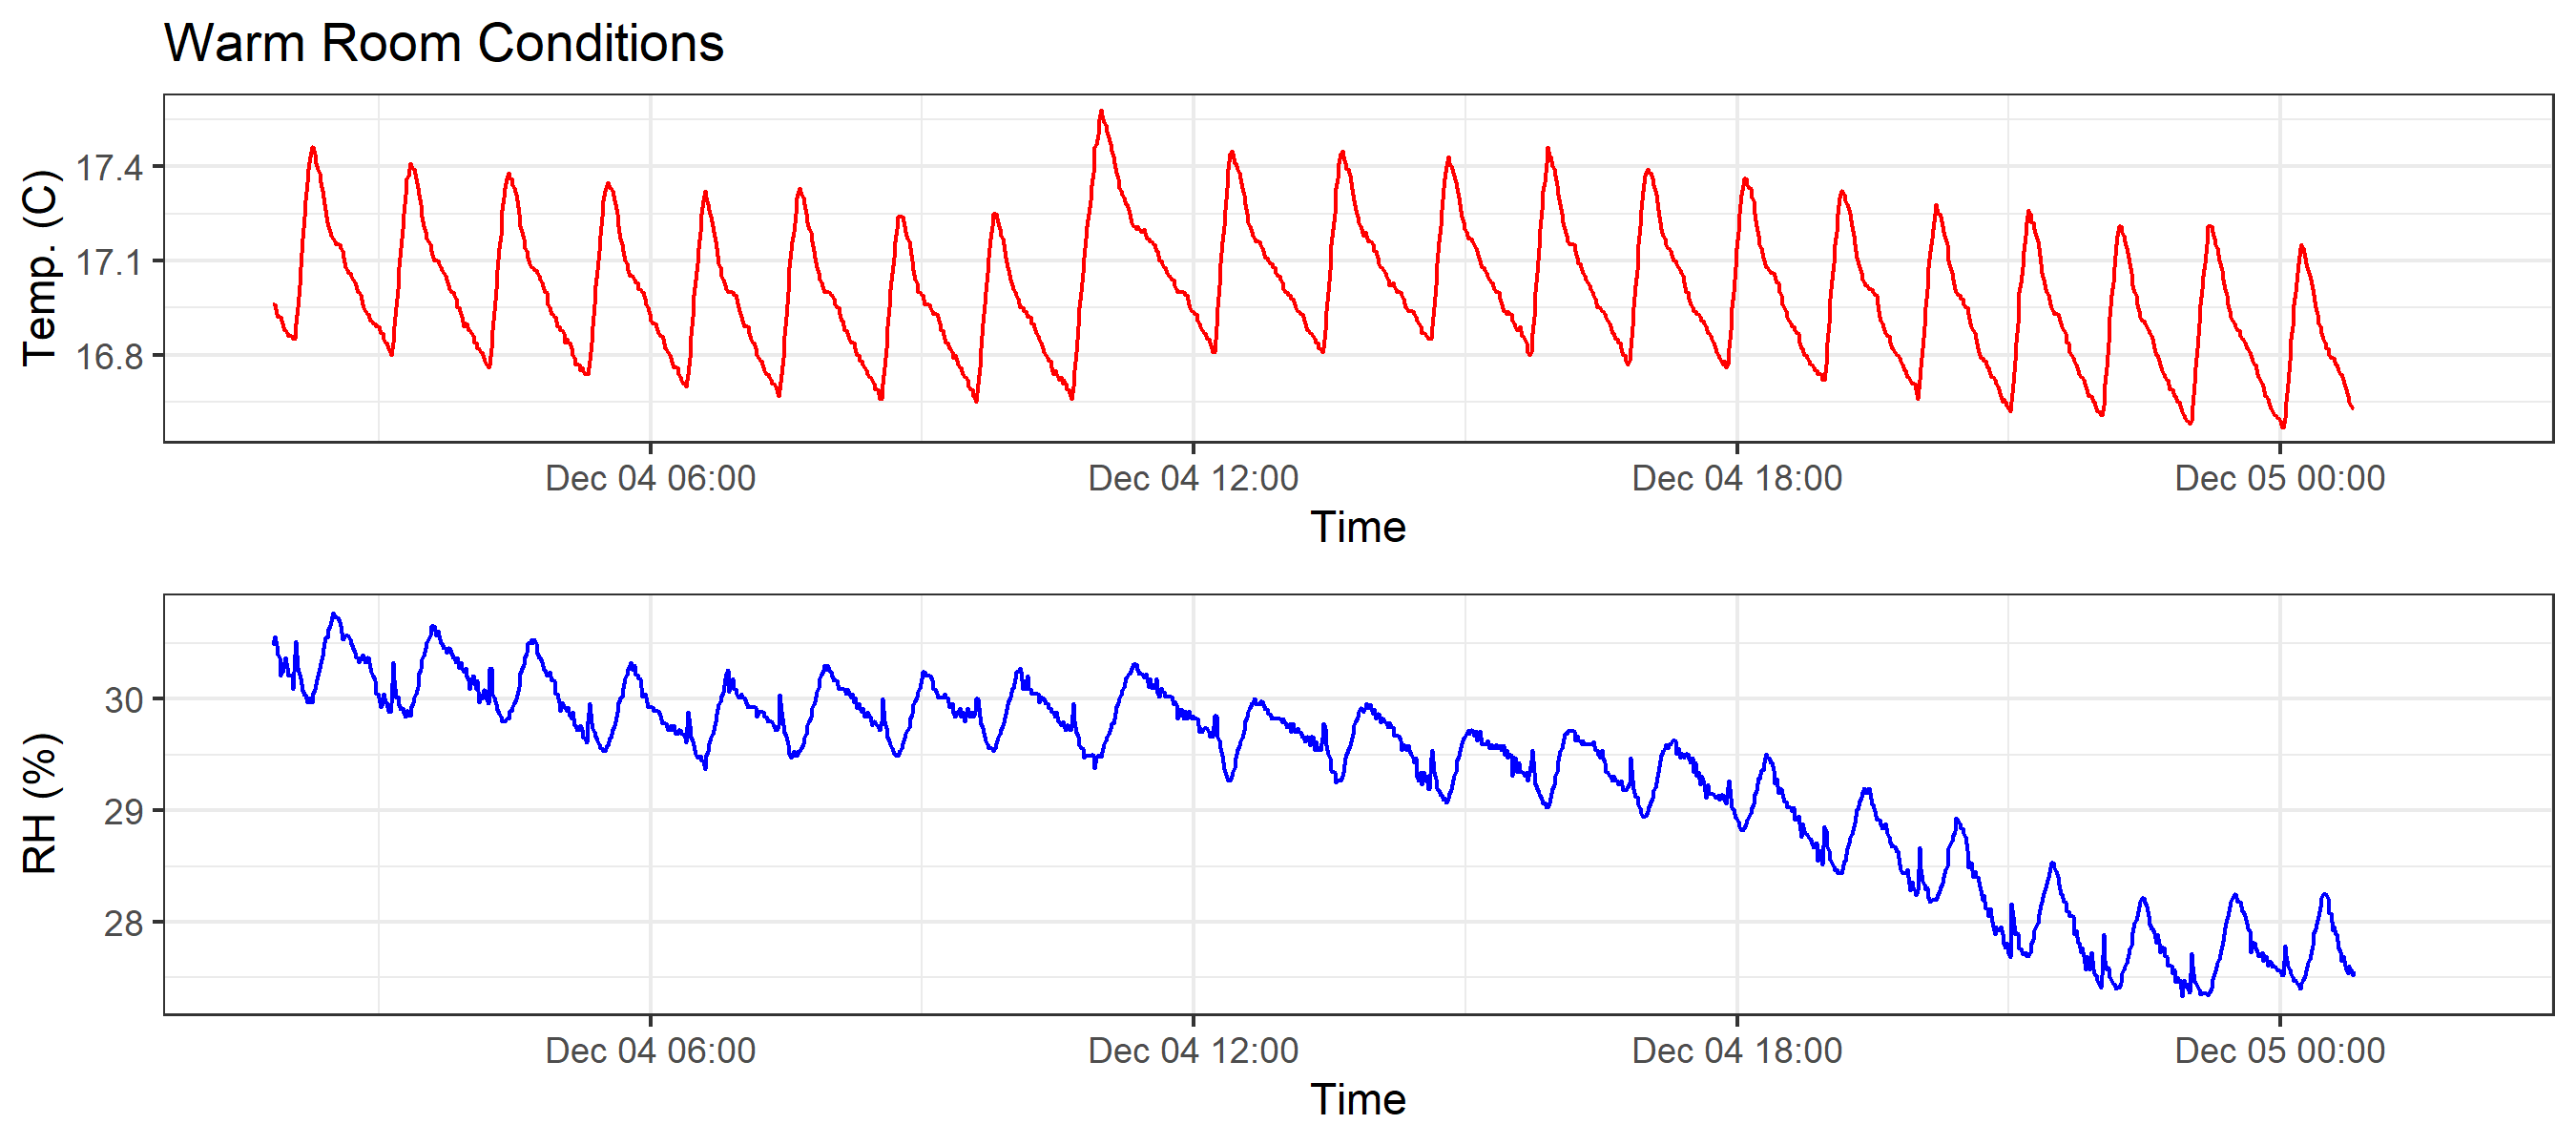 Warm Room Conditions
Temp. (C)
17.4
17.1
16.8
Dec 04 06:00 Dec 04 12:00 Dec 04 18:00 Dec 05 00:00
Time
RH (%)
30
29
28
Dec 04 06:00 Dec 04 12:00 Dec 04 18:00 Dec 05 00:00
Time